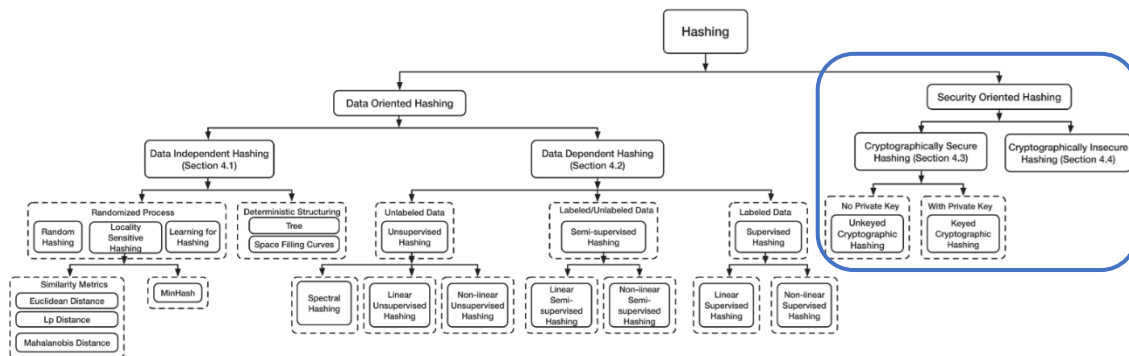 Hashing
Data Oriented Hashing
Security Oriented Hashing
Data Independent Hashing
(Section 4.1)
Data Dependent Hashing
(Section 4.2)
Cryptographically Secure
Hashing (Section 4.3)
Cryptographically Insecure
Hashing (Section 4.4)
Randomized Process
Random
Hashing
Locality
Sensitive
Hashing
Learning for
Hashing
Deterministic Structuring
Tree
Space Filling Curves
Unlabeled Data
Unsupervised
Hashing
Labeled/Unlabeled Data
Semi-supervised
Hashing
Labeled Data
Supervised
Hashing
No Private Key
Unkeyed
Cryptographic
Hashing
With Private Key
Keyed
Cryptographic
Hashing
Similarity Metrics
Euclidean Distance
Lp Distance
Mahalanobis Distance
MinHash
Spectral
Hashing
Linear
Unsupervised
Hashing
Non-linear
Unsupervised
Hashing
Linear
Semi-
supervised
Hashing
Non-linear
Semi-
supervised
Hashing
Linear
Supervised
Hashing
Non-linear
Supervised
Hashing